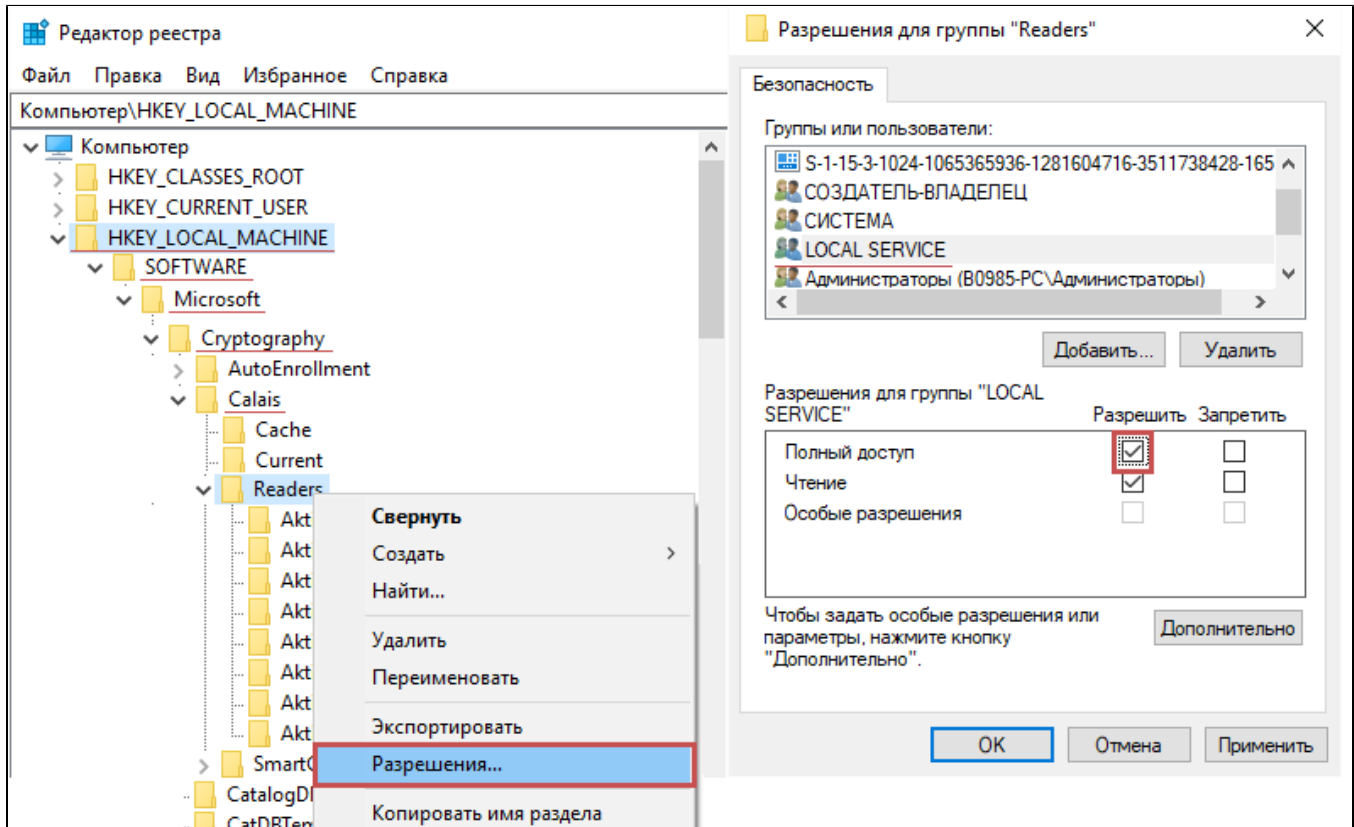 Редактор реестра
Файл Правка Вид Избранное Справка
Компьютер\HKEY_LOCAL_MACHINE
Компьютер
HKEY_CLASSES_ROOT
HKEY_CURRENT_USER
HKEY_LOCAL_MACHINE
SOFTWARE
Microsoft
Cryptography
AutoEnrollment
Calais
Cache
Current
Readers
Akt
Akt
Akt
Akt
Akt
Akt
Akt
Akt
SmartC
CatalogD
CatDBTem
Свернуть
Создать
Найти...
Удалить
Переименовать
Экспортировать
Разрешения...
Копировать имя раздела
Разрешения для группы "Readers"
Безопасность
Группы или пользователи:
S-1-15-3-1024-1065365936-1281604716-3511738428-165
СОЗДАТЕЛЬ-ВЛАДЕЛЕЦ
СИСТЕМА
LOCAL SERVICE
Администраторы (B0985-PC\Администраторы)
Добавить... Удалить
Разрешения для группы "LOCAL
SERVICE" Разрешить Запретить
Полный доступ
Чтение
Особые разрешения
Чтобы задать особые разрешения или
параметры, нажмите кнопку
"Дополнительно".
Дополнительно
ОК Отмена Применить